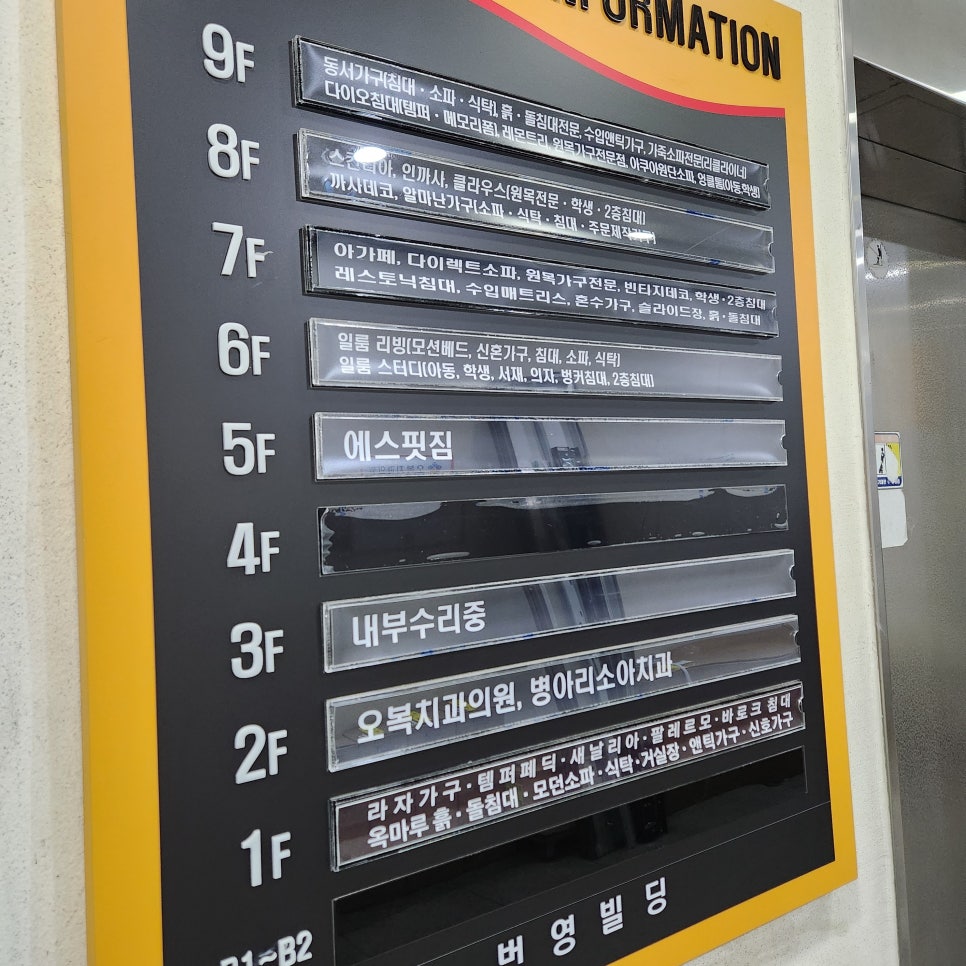 INFORMATION
9F
동서가구(침대 · 소파 · 식탁), 흙 · 돌침대전문, 수입앤틱가구, 가죽소파전문(리클라이너)
다이오침대(템퍼 · 메모리폼), 레몬트리, 원목가구전문점, 아쿠아원단소파, 엉클톰(아동,학생)
8F
인까사, 클라우스(원목전문 · 학생 · 2층침대)
까사데코, 알마난가구(소파 · 식탁 · 침대 · 주문제작가구)
7F
아가페, 다이렉트소파, 원목가구전문, 빈티지데코, 학생 · 2층침대
레스토닉침대, 수입매트리스, 혼수가구, 슬라이드장, 흙 · 돌침대
6F
일룸 리빙(모션베드, 신혼가구, 침대, 소파, 식탁)
일룸 스터디(아동, 학생, 서재, 의자, 벙커침대, 2층침대)
5F
에스핏짐
4F
3F
내부수리중
2F
오복치과의원, 병아리소아치과
1F
라자가구 · 템퍼페딕 · 새날리아 · 팔레르모 · 바로크 침대
옥마루 흙 · 돌침대 · 모던소파 · 식탁 · 거실장 · 앤틱가구 · 신호가구
B1~B2
버영빌딩